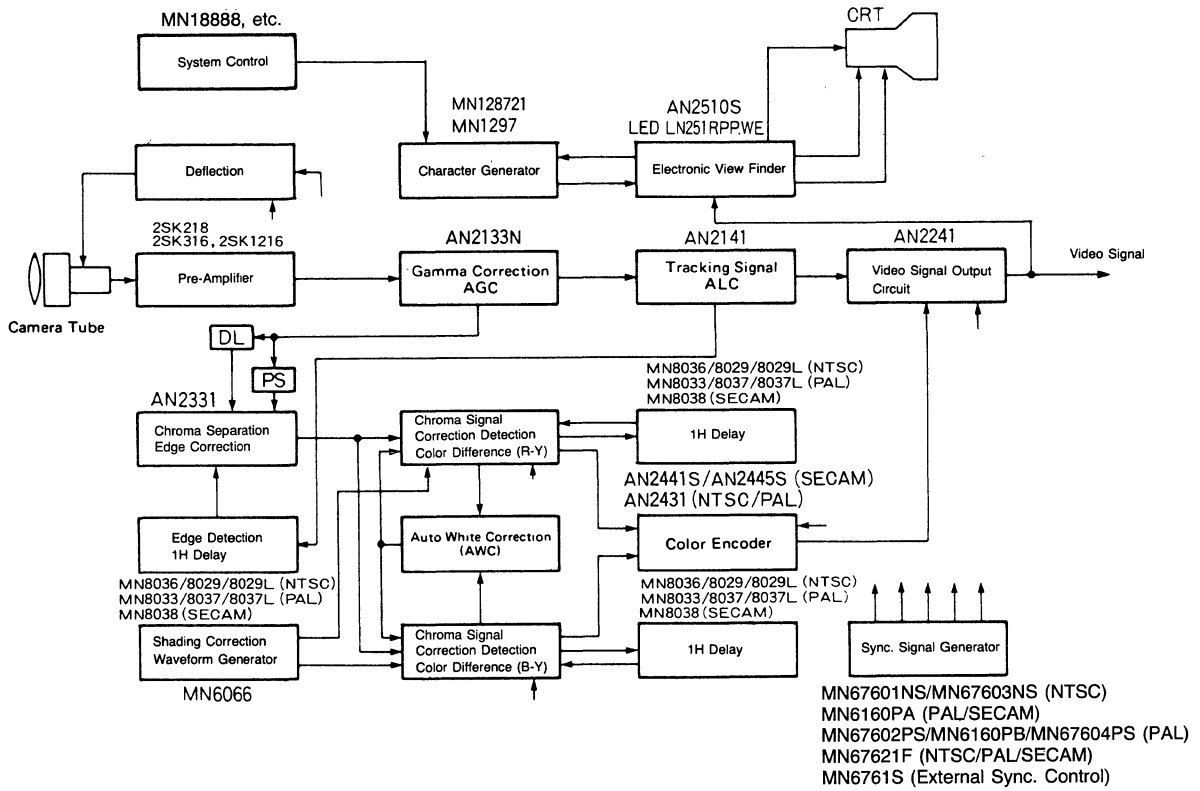 MN18888, etc.
System Control
CRT
MN128721
MN1297
Character Generator
AN2510S
LED LN251RPP.WE
Electronic View Finder
Deflection
2SK218
2SK316, 2SK1216
Pre-Amplifier
Camera Tube
AN2133N
Gamma Correction
AGC
AN2141
Tracking Signal
ALC
AN2241
Video Signal Output
Circuit
Video Signal
DL
PS
AN2331
Chroma Separation
Edge Correction
Chroma Signal
Correction Detection
Color Difference (R-Y)
MN8036/8029/8029L (NTSC)
MN8033/8037/8037L (PAL)
MN8038 (SECAM)
1H Delay
AN2441S/AN2445S (SECAM)
AN2431 (NTSC/PAL)
Color Encoder
Edge Detection
1H Delay
MN8036/8029/8029L (NTSC)
MN8033/8037/8037L (PAL)
MN8038 (SECAM)
Auto White Correction
(AWC)
MN8036/8029/8029L (NTSC)
MN8033/8037/8037L (PAL)
MN8038 (SECAM)
1H Delay
Shading Correction
Waveform Generator
MN6066
Chroma Signal
Correction Detection
Color Difference (B-Y)
Sync. Signal Generator
MN67601NS/MN67603NS (NTSC)
MN6160PA (PAL/SECAM)
MN67602PS/MN6160PB/MN67604PS (PAL)
MN67621F (NTSC/PAL/SECAM)
MN6761S (External Sync. Control)